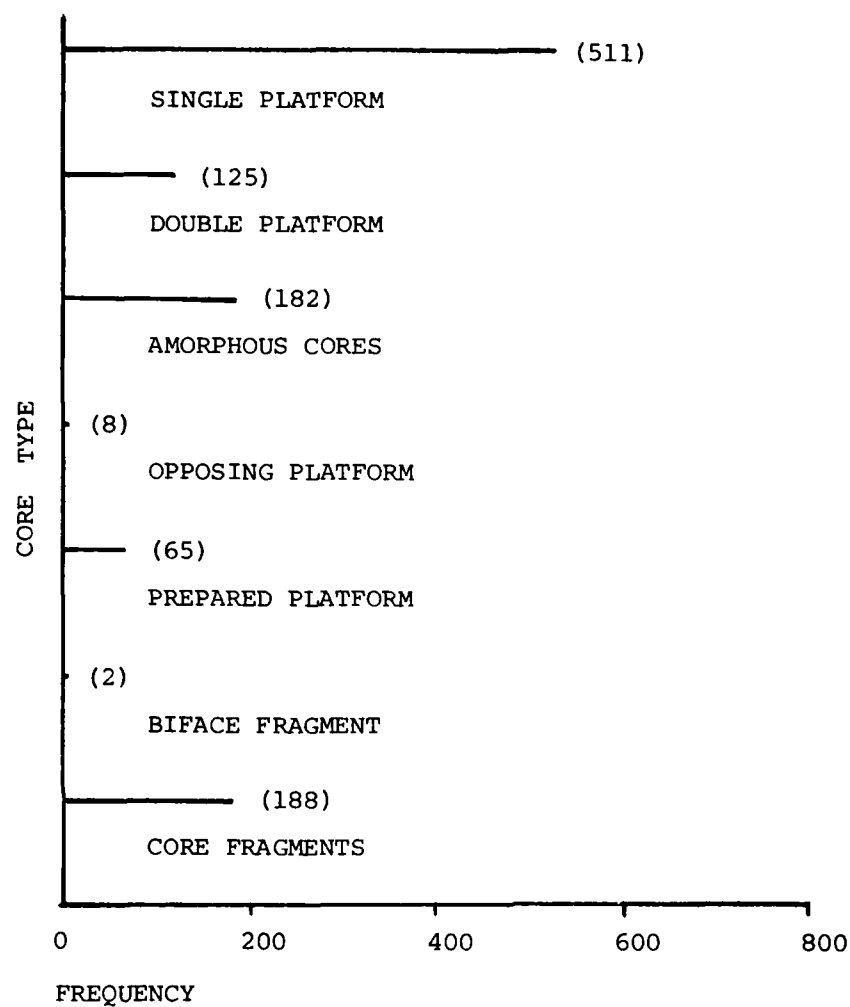 (511)
SINGLE PLATFORM
(125)
DOUBLE PLATFORM
(182)
AMORPHOUS CORES
(8)
OPPOSING PLATFORM
(65)
PREPARED PLATFORM
(2)
BIFACE FRAGMENT
(188)
CORE FRAGMENTS
CORE TYPE
0 200 400 600 800
FREQUENCY